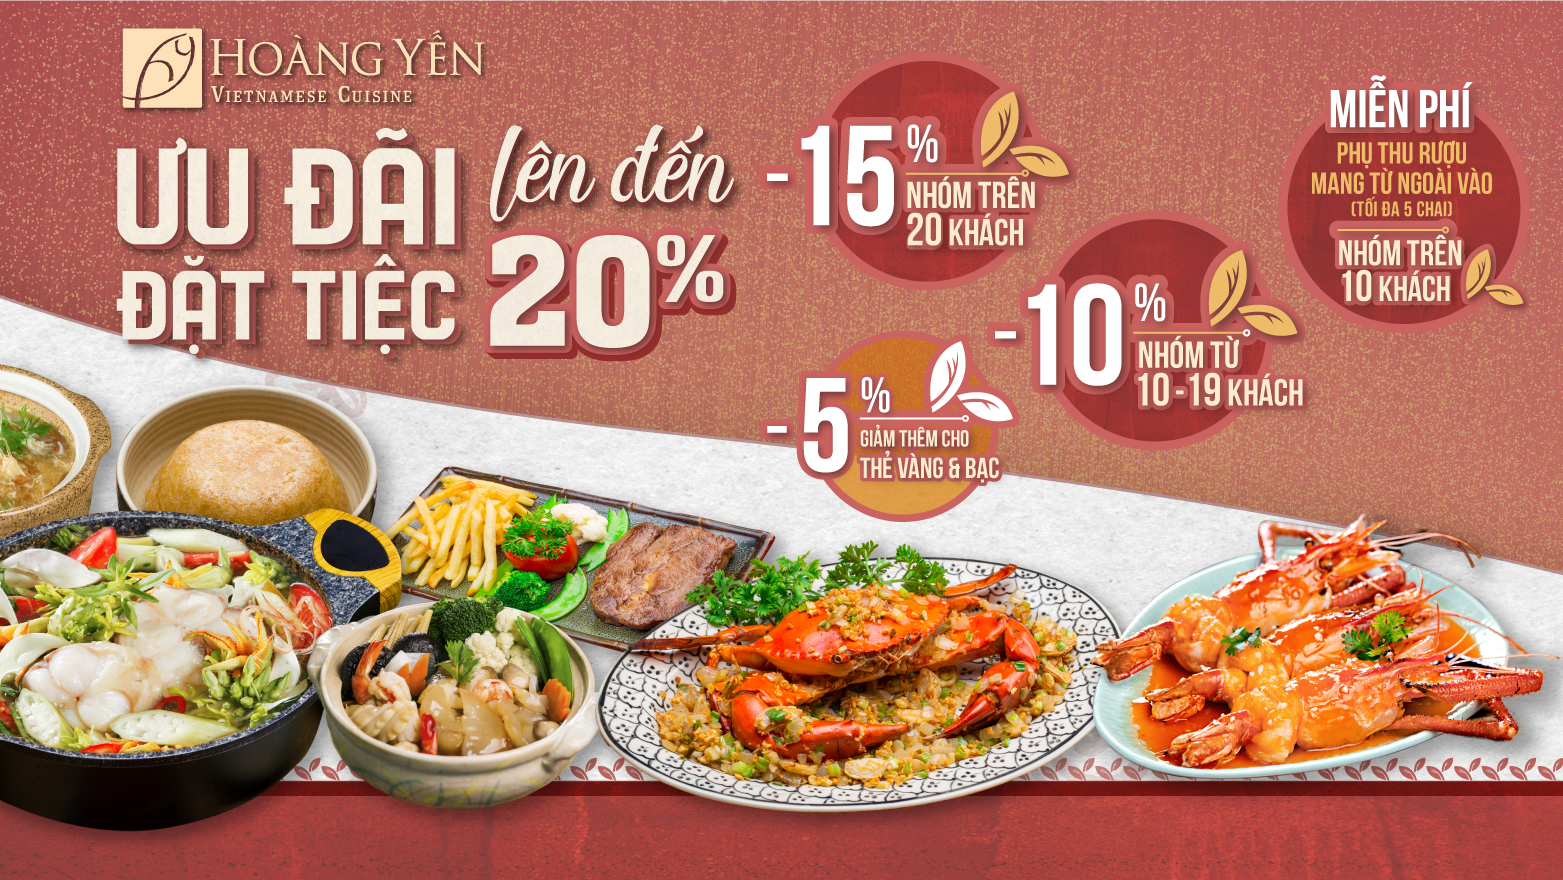 HOÀNG YẾN
VIETNAMESE CUISINE
ƯU ĐÃI
ĐẶT TIỆC
lên đến
20%
-15%
NHÓM TRÊN
20 KHÁCH
-10%
NHÓM TỪ
10-19 KHÁCH
-5%
GIẢM THÊM CHO
THẺ VÀNG & BẠC
MIỄN PHÍ
PHỤ THU RƯỢU
MANG TỪ NGOÀI VÀO
(TỐI ĐA 5 CHAI)
NHÓM TRÊN
10 KHÁCH